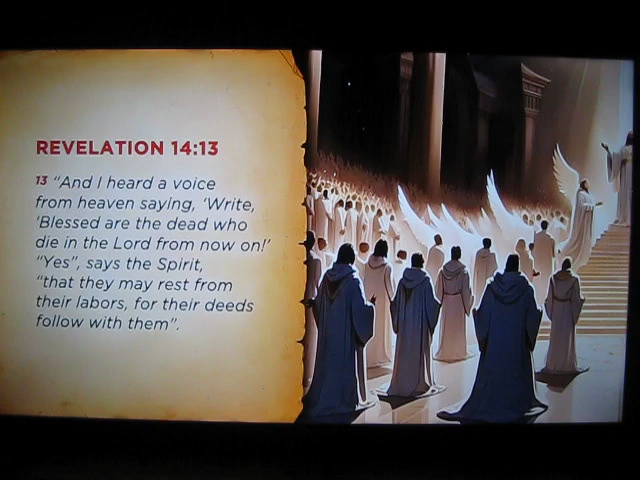 REVELATION 14:13
13 "And I heard a voice
from heaven saying, 'Write,
'Blessed are the dead who
die in the Lord from now on!'
"Yes", says the Spirit,
"that they may rest from
their labors, for their deeds
follow with them".